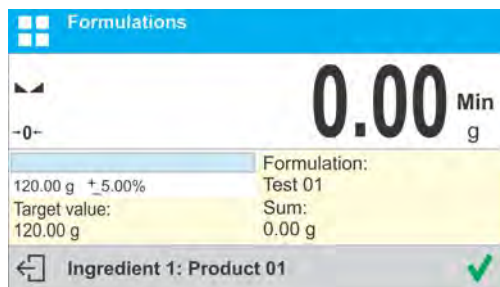 Formulations
0.00 Min
g
→0←
120.00 g ±5.00%
Target value:
120.00 g
Formulation:
Test 01
Sum:
0.00 g
Ingredient 1: Product 01